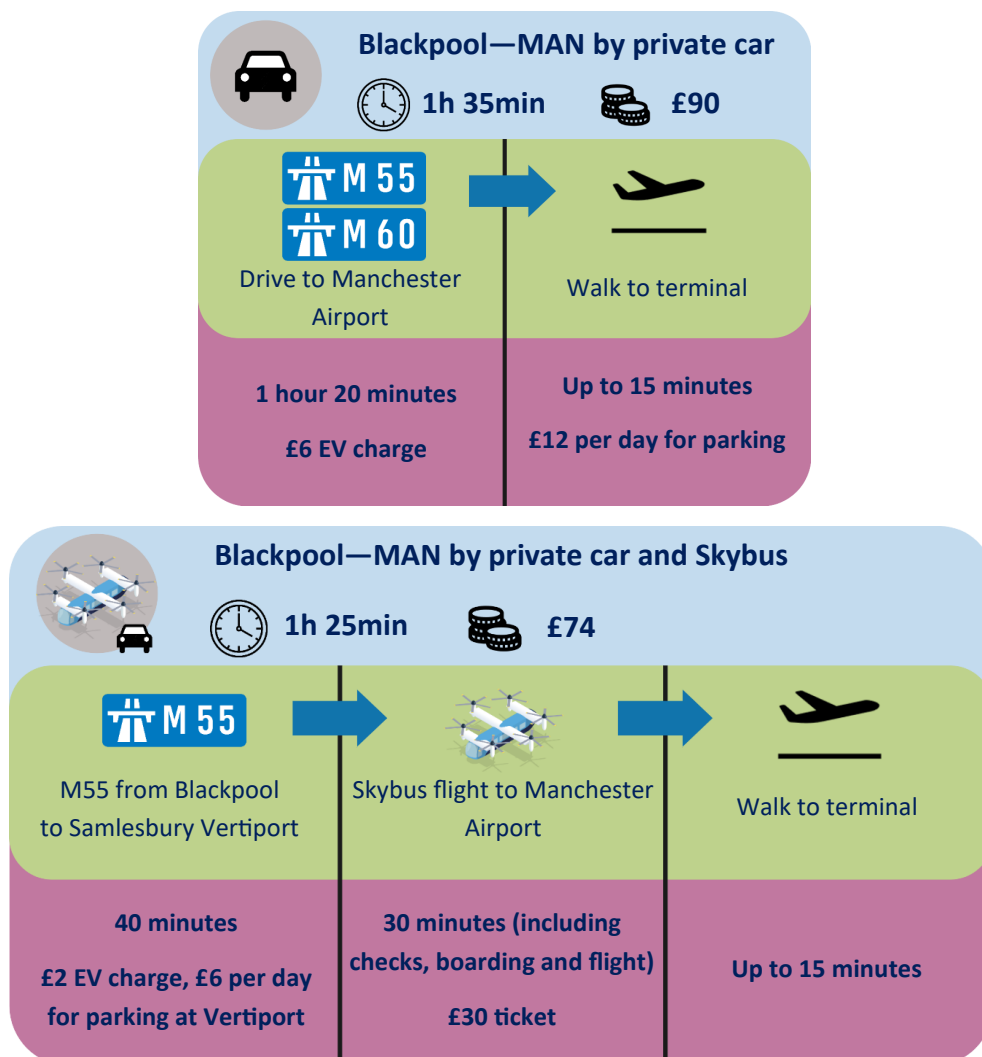 Blackpool—MAN by private car
1h 35min
£90
M 55
M 60
Drive to Manchester
Airport
Walk to terminal
1 hour 20 minutes
£6 EV charge
Up to 15 minutes
£12 per day for parking
Blackpool—MAN by private car and Skybus
1h 25min
£74
M 55
M55 from Blackpool
to Samlesbury Vertiport
Skybus flight to Manchester
Airport
Walk to terminal
40 minutes
£2 EV charge, £6 per day
for parking at Vertiport
30 minutes (including
checks, boarding and flight)
£30 ticket
Up to 15 minutes